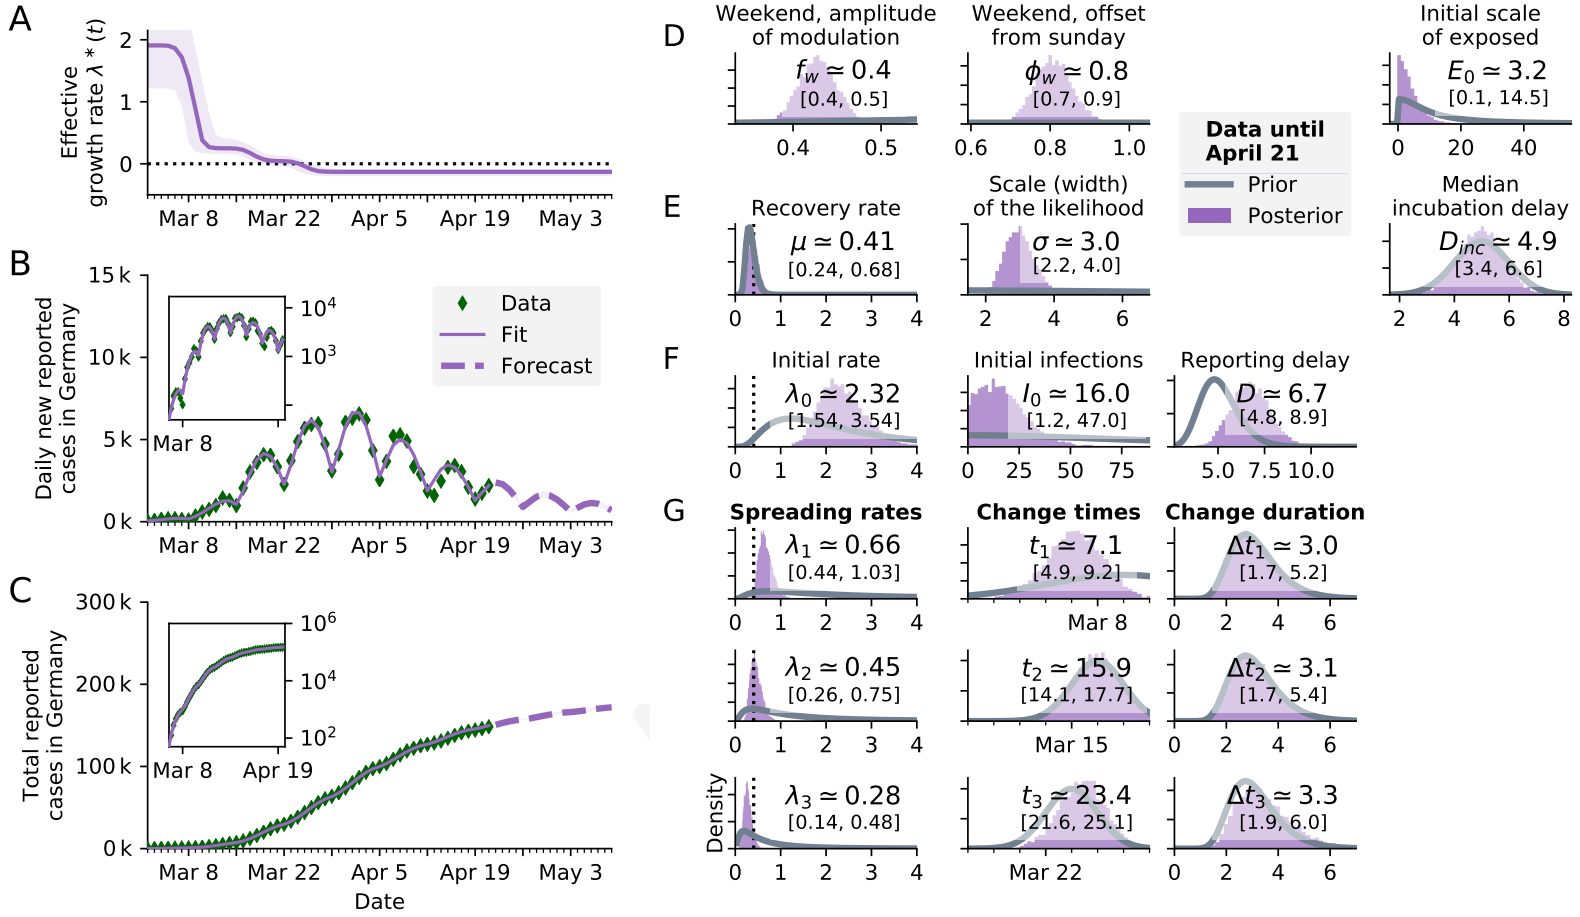 A
Effective
growth rate λ*(t)
2
1
0
Mar 8
Mar 22
Apr 5
Apr 19
May 3
B
Daily new reported
cases in Germany
15 k
10 k
5 k
0 k
10⁴
10³
Mar 8
Data
Fit
Forecast
Mar 8
Mar 22
Apr 5
Apr 19
May 3
C
Total reported
cases in Germany
300 k
200 k
100 k
0 k
10⁶
10⁴
10²
Mar 8
Apr 19
Mar 8
Mar 22
Apr 5
Apr 19
May 3
Date
D
Weekend, amplitude
of modulation
f_w ≃ 0.4
[0.4, 0.5]
0.4
0.5
Weekend, offset
from sunday
ϕ_w ≃ 0.8
[0.7, 0.9]
0.6
0.8
1.0
Initial scale
of exposed
E₀ ≃ 3.2
[0.1, 14.5]
0
20
40
Data until
April 21
Prior
Posterior
E
Recovery rate
μ ≃ 0.41
[0.24, 0.68]
0
1
2
3
4
Scale (width)
of the likelihood
σ ≃ 3.0
[2.2, 4.0]
2
4
6
Median
incubation delay
D_inc ≃ 4.9
[3.4, 6.6]
2
4
6
8
F
Initial rate
λ₀ ≃ 2.32
[1.54, 3.54]
0
1
2
3
4
Initial infections
I₀ ≃ 16.0
[1.2, 47.0]
0
25
50
75
Reporting delay
D ≃ 6.7
[4.8, 8.9]
5.0
7.5
10.0
G
Spreading rates
λ₁ ≃ 0.66
[0.44, 1.03]
0
1
2
3
4
Change times
t₁ ≃ 7.1
[4.9, 9.2]
Mar 8
Change duration
Δt₁ ≃ 3.0
[1.7, 5.2]
0
2
4
6
λ₂ ≃ 0.45
[0.26, 0.75]
0
1
2
3
4
t₂ ≃ 15.9
[14.1, 17.7]
Mar 15
Δt₂ ≃ 3.1
[1.7, 5.4]
0
2
4
6
Density
λ₃ ≃ 0.28
[0.14, 0.48]
0
1
2
3
4
t₃ ≃ 23.4
[21.6, 25.1]
Mar 22
Δt₃ ≃ 3.3
[1.9, 6.0]
0
2
4
6